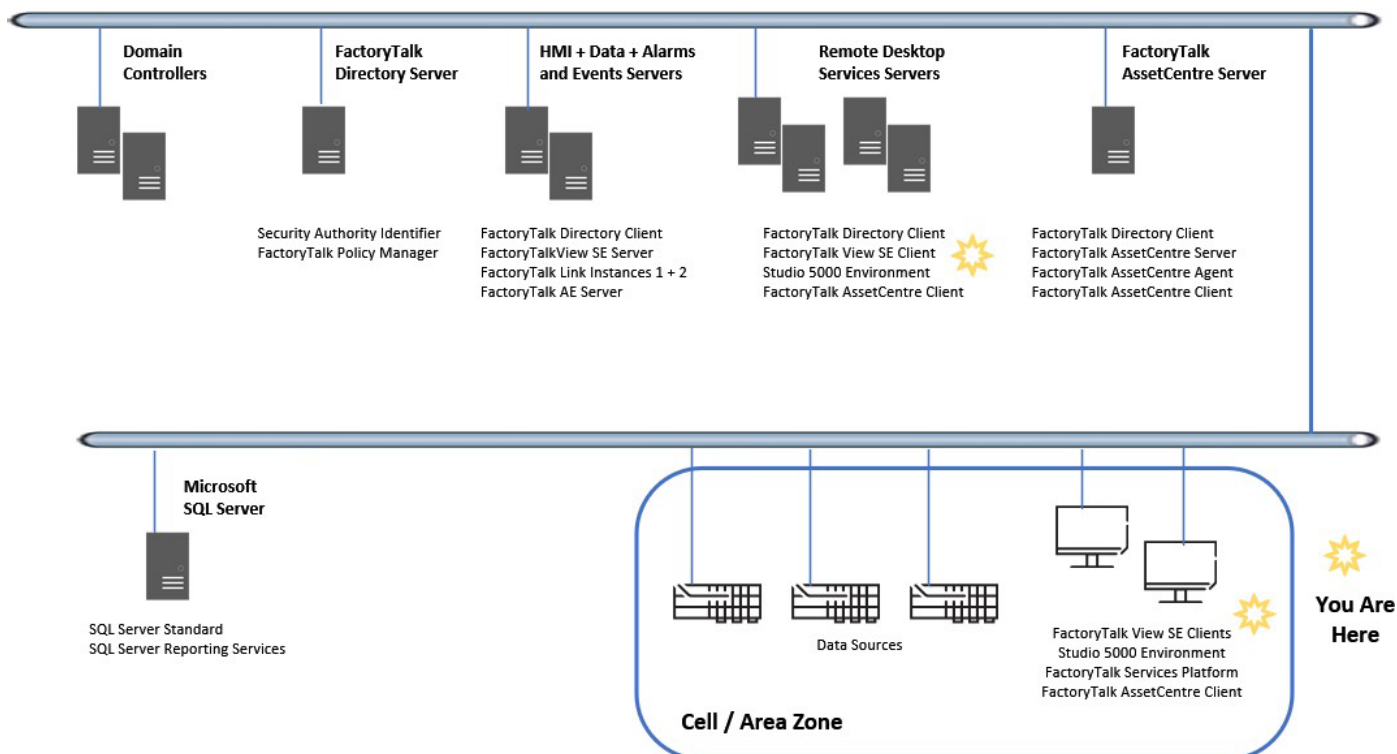 Domain
Controllers
FactoryTalk
Directory Server
HMI + Data + Alarms
and Events Servers
Remote Desktop
Services Servers
FactoryTalk
AssetCentre Server
Security Authority Identifier
FactoryTalk Policy Manager
FactoryTalk Directory Client
FactoryTalkView SE Server
FactoryTalk Link Instances 1 + 2
FactoryTalk AE Server
FactoryTalk Directory Client
FactoryTalk View SE Client
Studio 5000 Environment
FactoryTalk AssetCentre Client
FactoryTalk Directory Client
FactoryTalk AssetCentre Server
FactoryTalk AssetCentre Agent
FactoryTalk AssetCentre Client
Microsoft
SQL Server
SQL Server Standard
SQL Server Reporting Services
Data Sources
FactoryTalk View SE Clients
Studio 5000 Environment
FactoryTalk Services Platform
FactoryTalk AssetCentre Client
Cell / Area Zone
You Are
Here